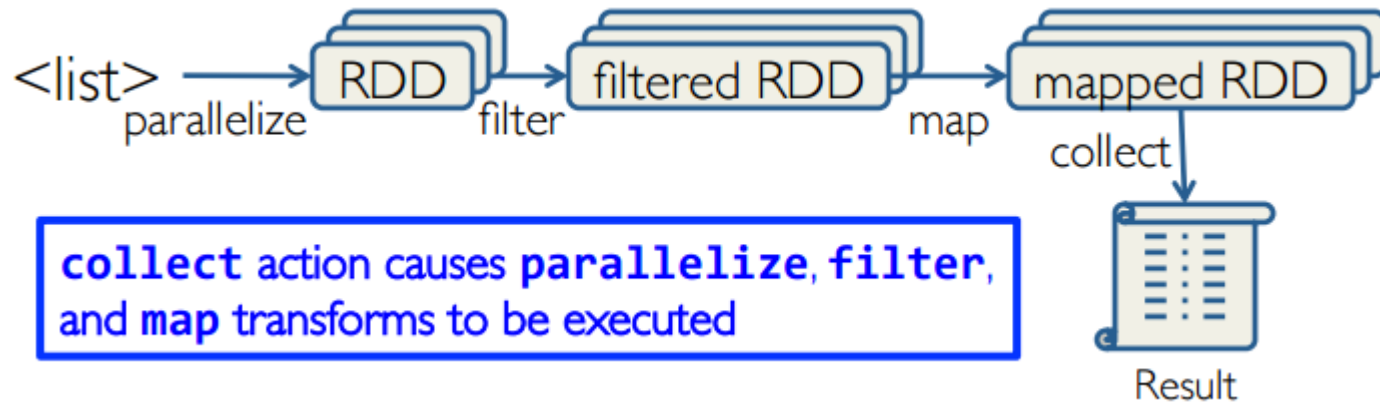 <list> RDD filtered RDD mapped RDD
parallelize filter map
collect
collect action causes parallelize, filter,
and map transforms to be executed
Result